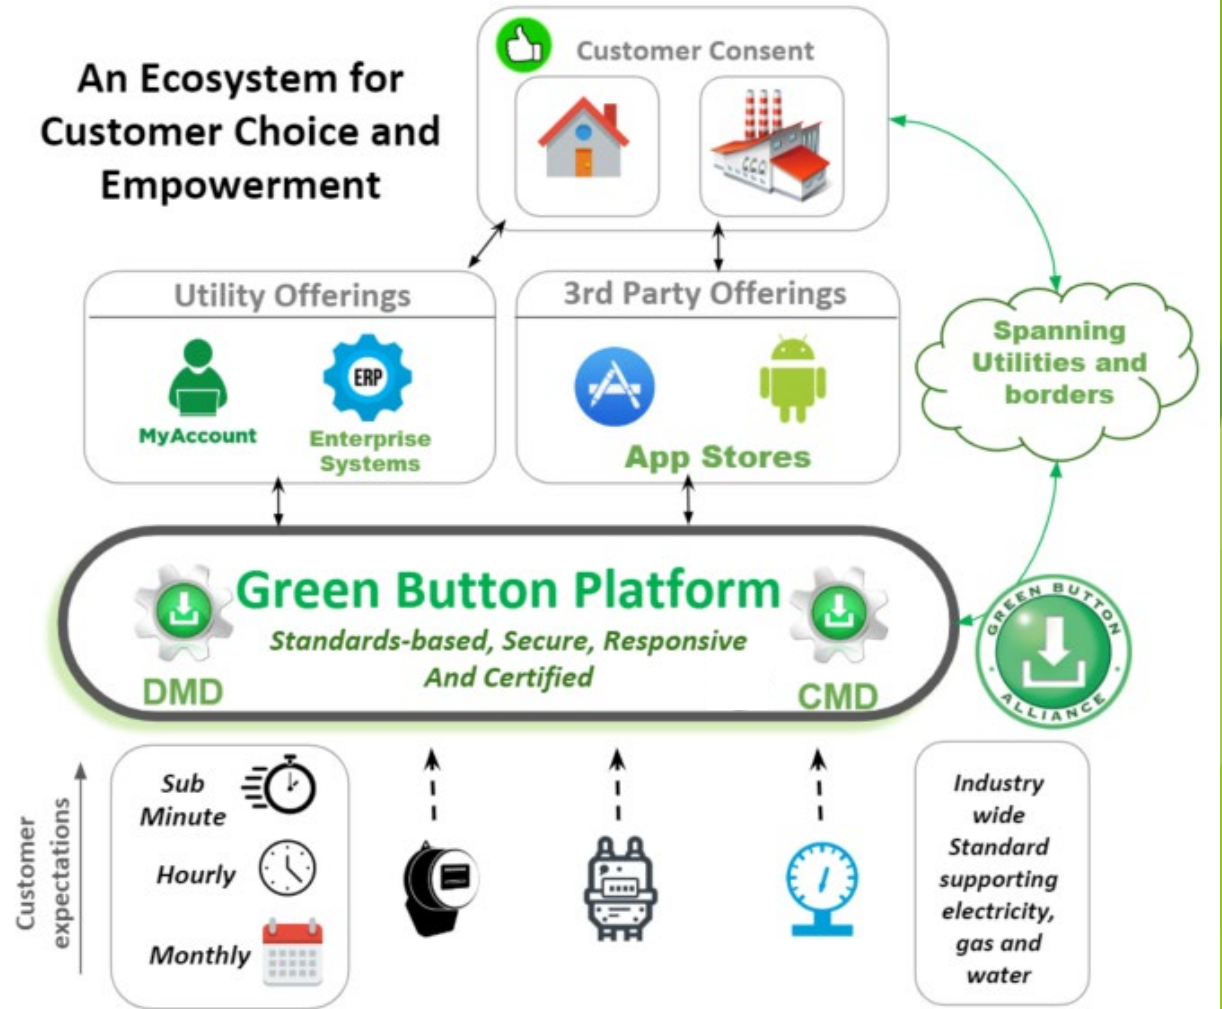 An Ecosystem for
Customer Choice and
Empowerment
Customer Consent
Utility Offerings
MyAccount
ERP
Enterprise
Systems
3rd Party Offerings
App Stores
Spanning
Utilities and
borders
Green Button Platform
Standards-based, Secure, Responsive
And Certified
DMD
CMD
GREEN BUTTON
ALLIANCE
Customer
expectations
Sub
Minute
Hourly
Monthly
Industry
wide
Standard
supporting
electricity,
gas and
water